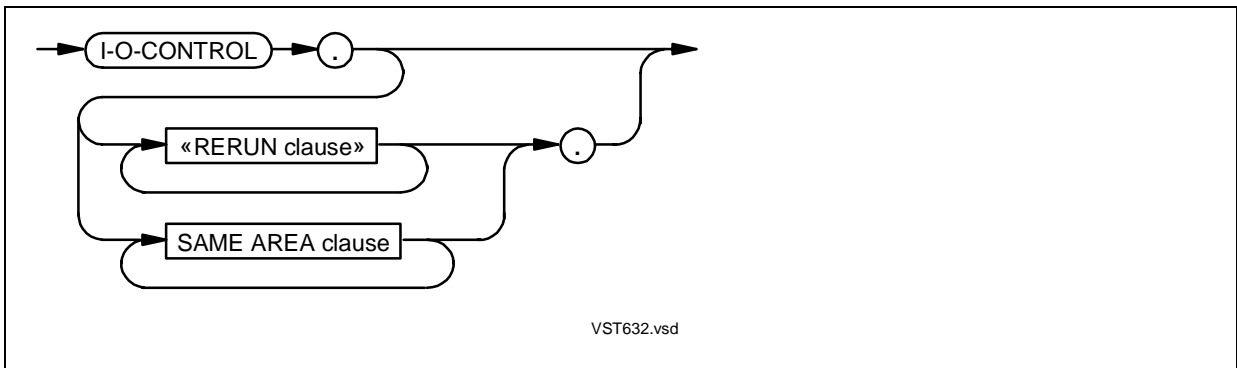 I-O-CONTROL .
«RERUN clause» .
SAME AREA clause
VST632.vsd